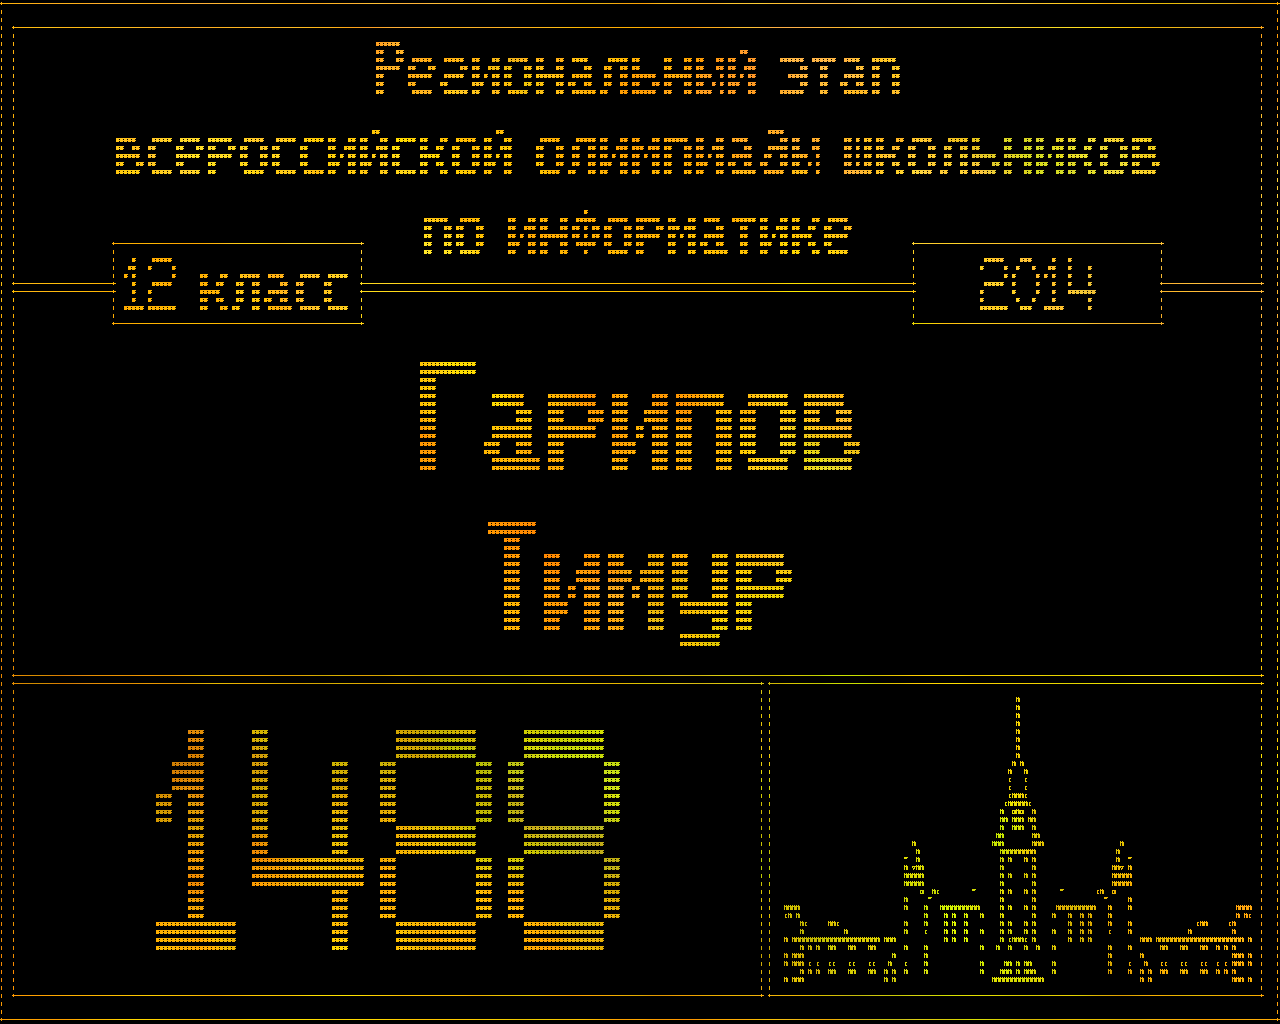 Региональный этап
всероссийской олимпиады школьников
по информатике
12 класс
2014
Гарипов
Тимур
1488